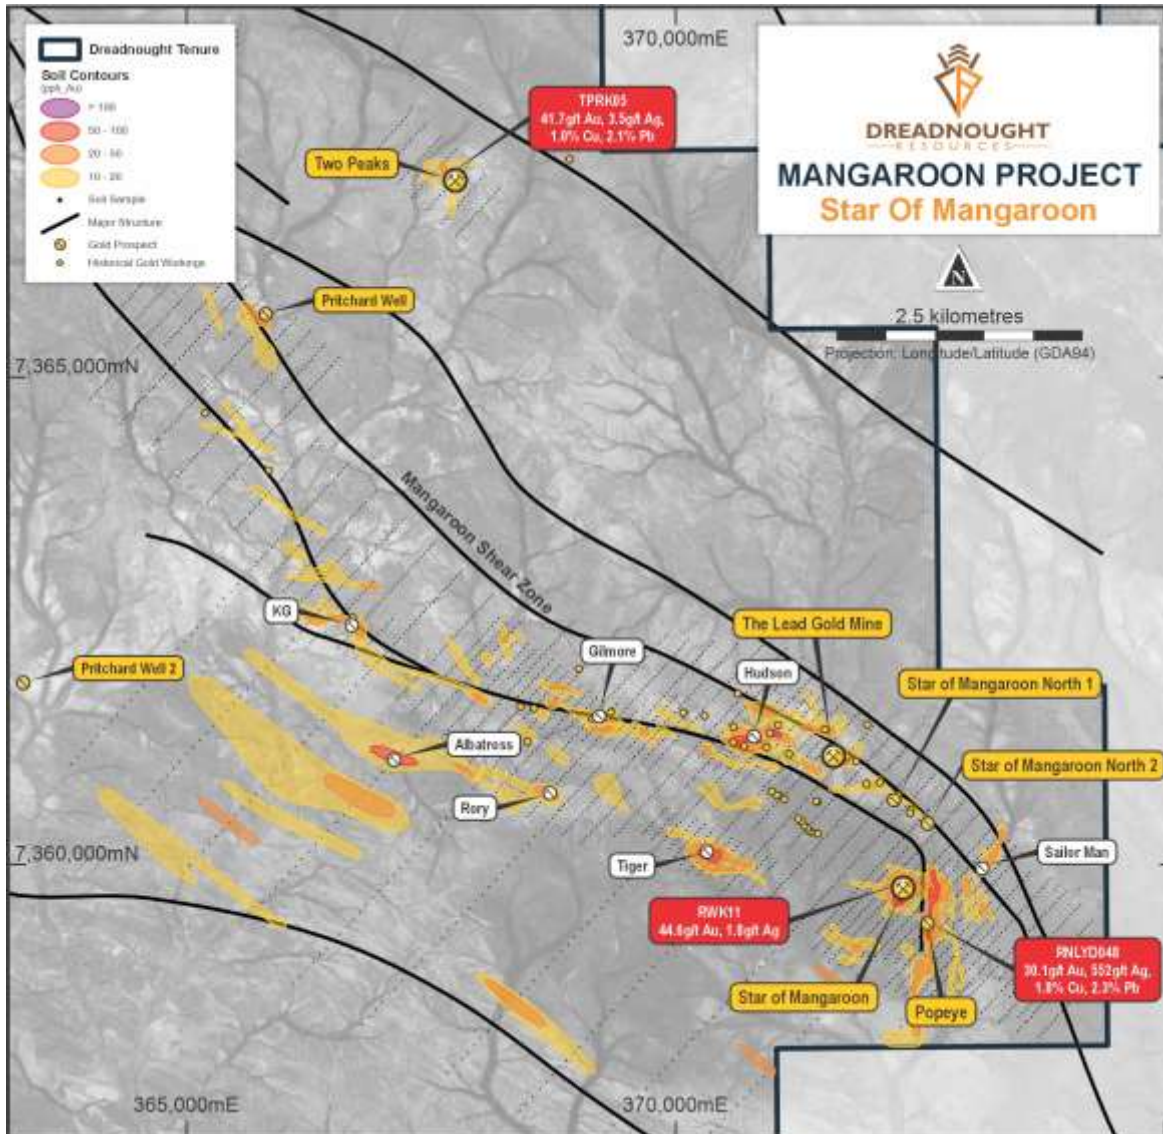 Dreadnought Tenure
Soil Contours
(ppb_Au)
> 100
50 - 100
20 - 50
10 - 20
Soil Sample
Major Structure
Gold Prospect
Historical Gold Workings
370,000mE
DREADNOUGHT
RESOURCES
MANGAROON PROJECT
Star Of Mangaroon
N
2.5 kilometres
Projection: Longitude/Latitude (GDA94)
TPRK05
41.7g/t Au, 3.5g/t Ag,
1.0% Cu, 2.1% Pb
Two Peaks
Pritchard Well
7,365,000mN
Mangaroon Shear Zone
KG
The Lead Gold Mine
Gilmore
Hudson
Pritchard Well 2
Star of Mangaroon North 1
Albatross
Star of Mangaroon North 2
Rory
7,360,000mN
Sailor Man
Tiger
RWK11
44.6g/t Au, 1.8g/t Ag
RNLYD048
30.1g/t Au, 552g/t Ag,
1.8% Cu, 2.3% Pb
Star of Mangaroon
Popeye
365,000mE
370,000mE